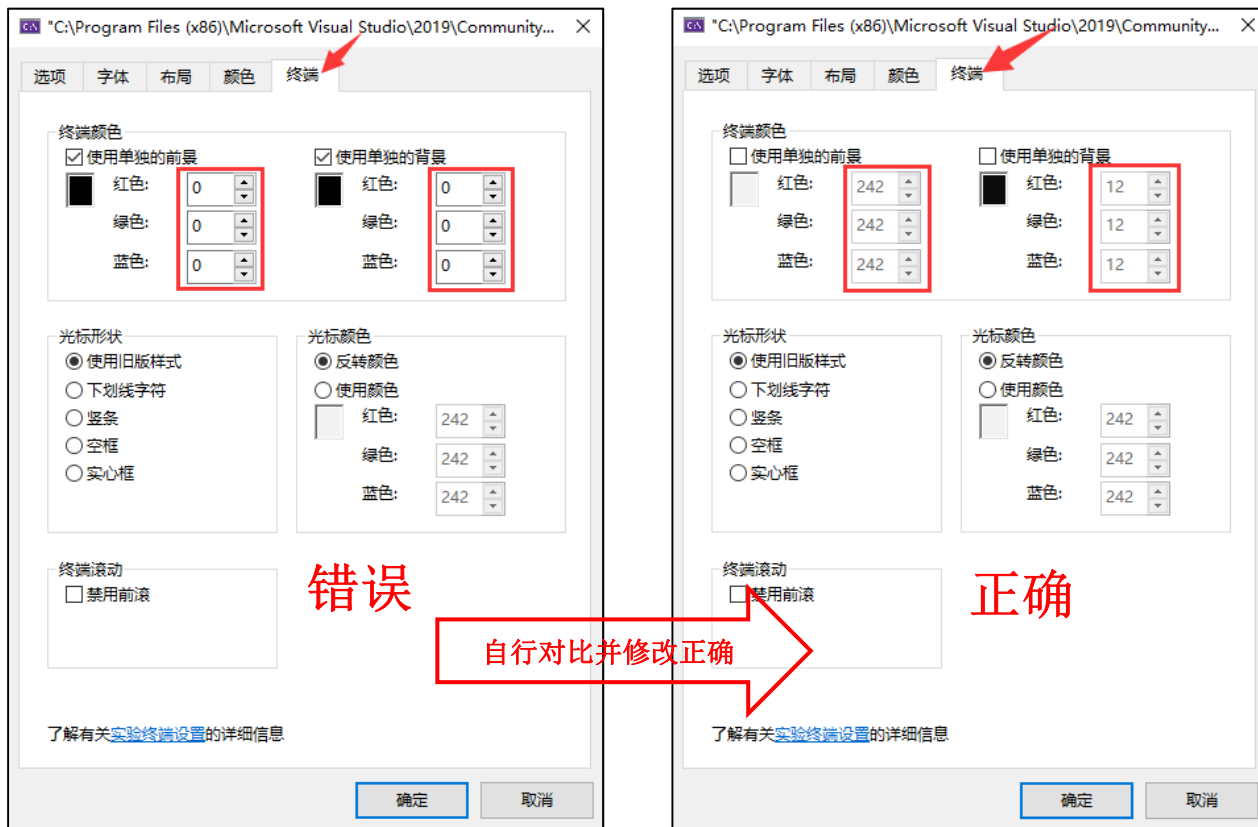 "C:\Program Files (x86)\Microsoft Visual Studio\2019\Community...
选项 字体 布局 颜色 终端
终端颜色
使用单独的前景 使用单独的背景
红色: 0 红色: 0
绿色: 0 绿色: 0
蓝色: 0 蓝色: 0
光标形状 光标颜色
使用旧版样式 反转颜色
下划线字符 使用颜色
竖条 红色: 242
空框 绿色: 242
实心框 蓝色: 242
终端滚动
禁用前滚
错误
了解有关实验终端设置的详细信息
确定 取消
自行对比并修改正确
"C:\Program Files (x86)\Microsoft Visual Studio\2019\Community...
选项 字体 布局 颜色 终端
终端颜色
使用单独的前景 使用单独的背景
红色: 242 红色: 12
绿色: 242 绿色: 12
蓝色: 242 蓝色: 12
光标形状 光标颜色
使用旧版样式 反转颜色
下划线字符 使用颜色
竖条 红色: 242
空框 绿色: 242
实心框 蓝色: 242
终端滚动
禁用前滚
正确
了解有关实验终端设置的详细信息
确定 取消